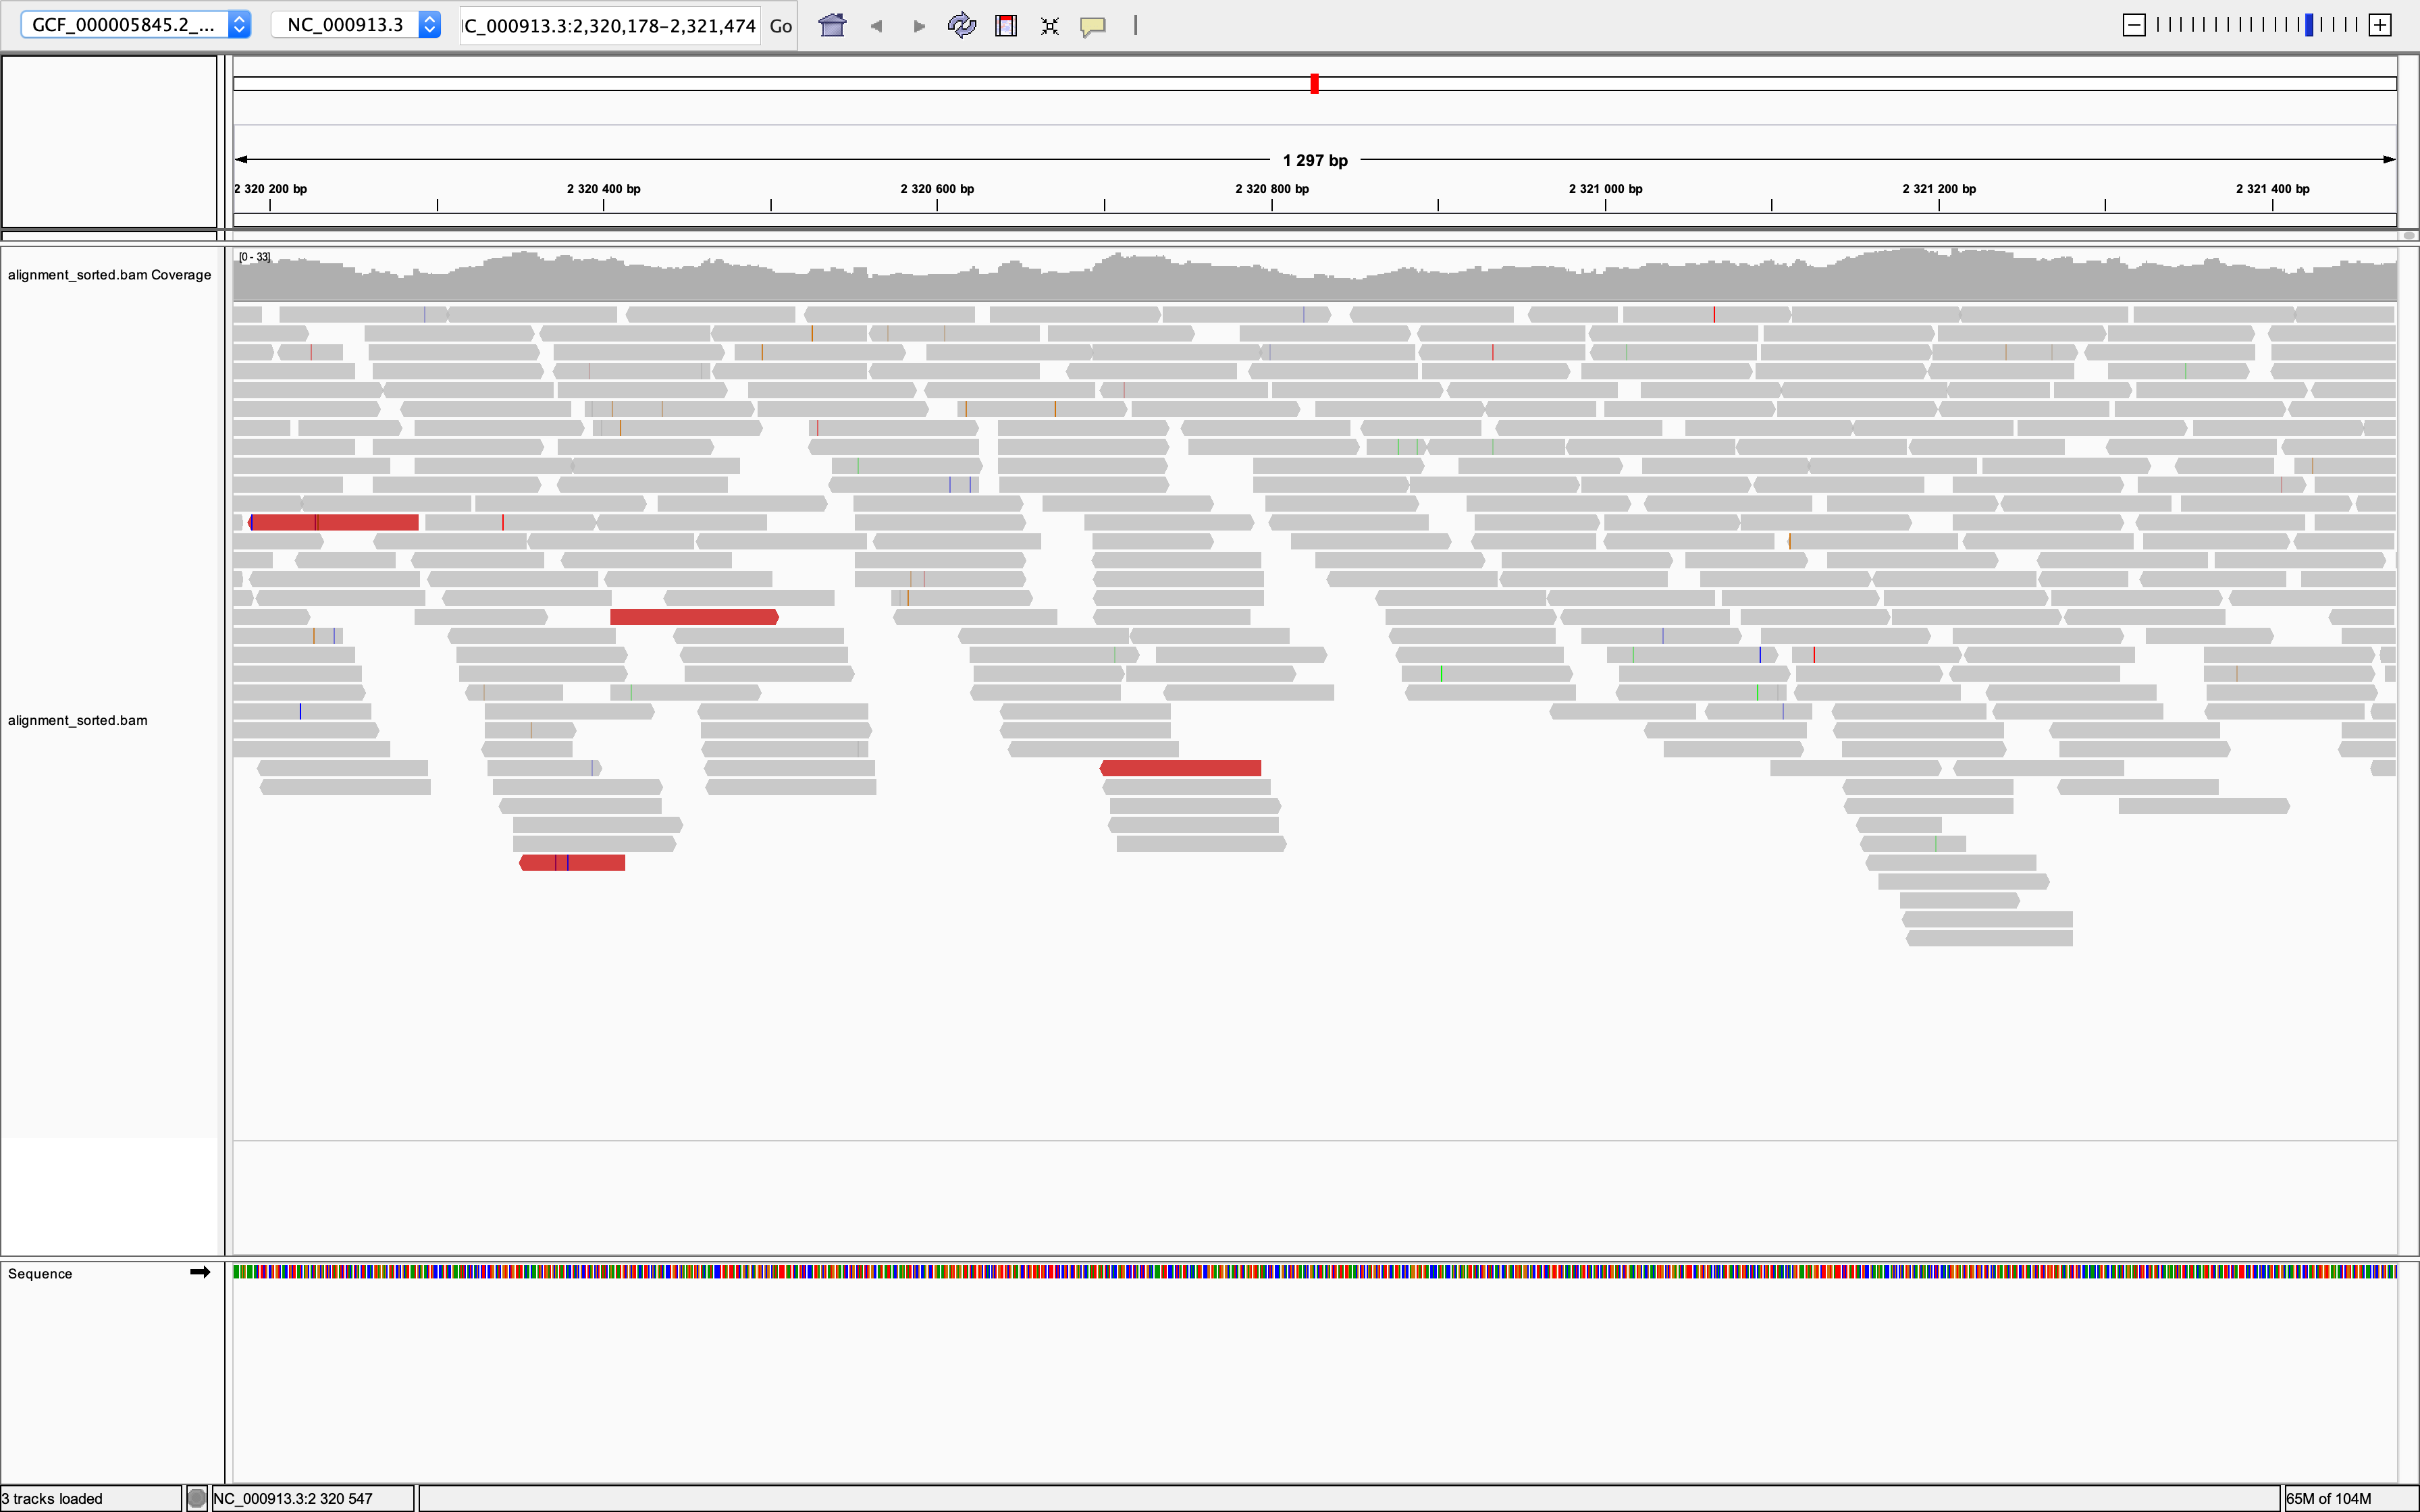 GCF_000005845.2_... NC_000913.3 IC_000913.3:2,320,178-2,321,474 Go
1 297 bp
2 320 200 bp 2 320 400 bp 2 320 600 bp 2 320 800 bp 2 321 000 bp 2 321 200 bp 2 321 400 bp
[0 - 33]
alignment_sorted.bam Coverage
alignment_sorted.bam
Sequence
3 tracks loaded NC_000913.3:2 320 547 65M of 104M